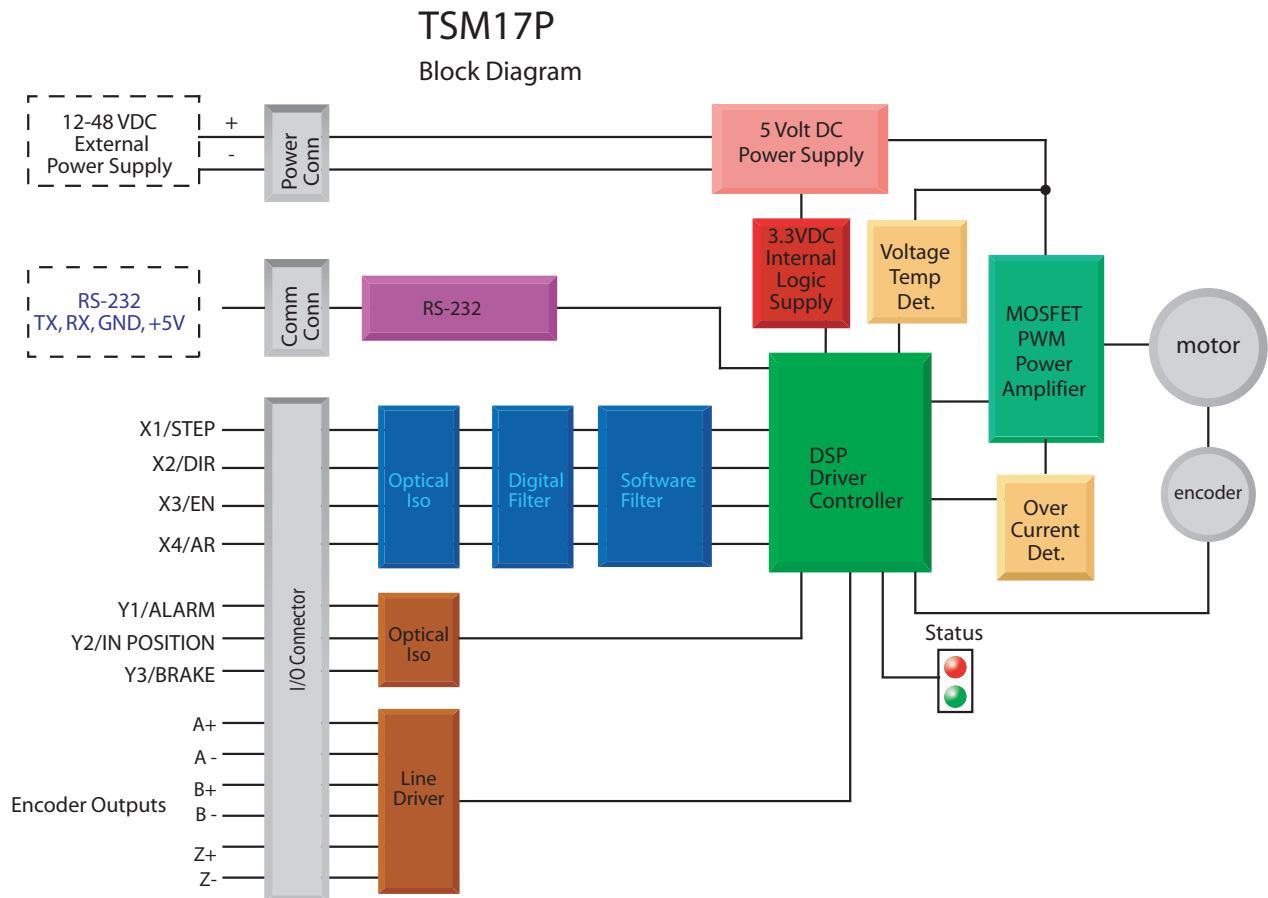 TSM17P
Block Diagram
12-48 VDC
External
Power Supply
+
-
Power
Conn
5 Volt DC
Power Supply
3.3VDC
Internal
Logic
Supply
Voltage
Temp
Det.
MOSFET
PWM
Power
Amplifier
motor
RS-232
TX, RX, GND, +5V
Comm
Conn
RS-232
X1/STEP
X2/DIR
X3/EN
X4/AR
Optical
Iso
Digital
Filter
Software
Filter
DSP
Driver
Controller
Over
Current
Det.
encoder
Y1/ALARM
Y2/IN POSITION
Y3/BRAKE
I/O Connector
Optical
Iso
Status
Encoder Outputs
A+
A -
B+
B -
Z+
Z-
Line
Driver